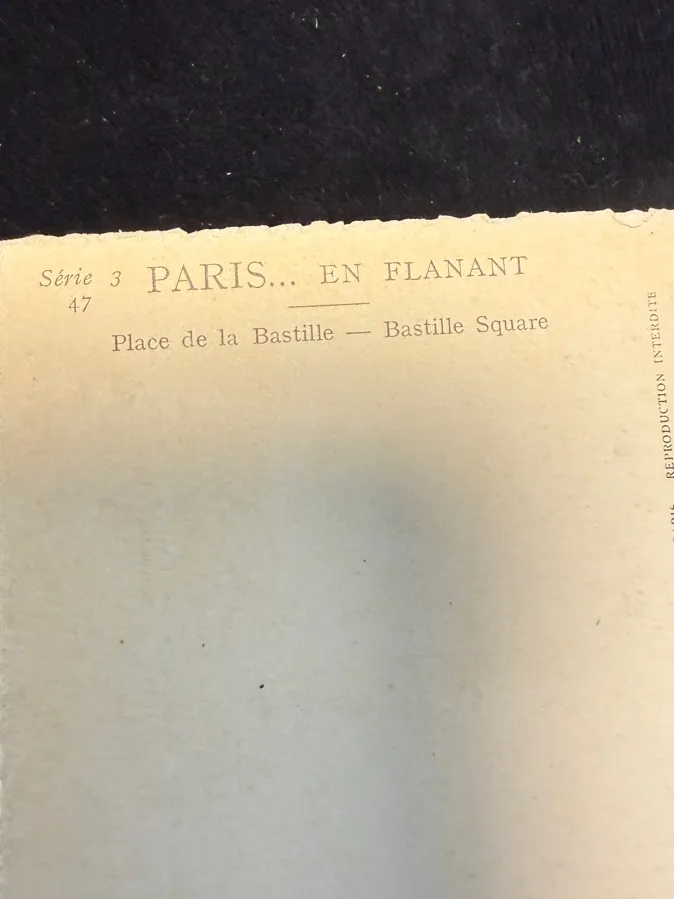 Série 3 PARIS... EN FLANANT
47
Place de la Bastille — Bastille Square
REPRODUCTION INTERDITE